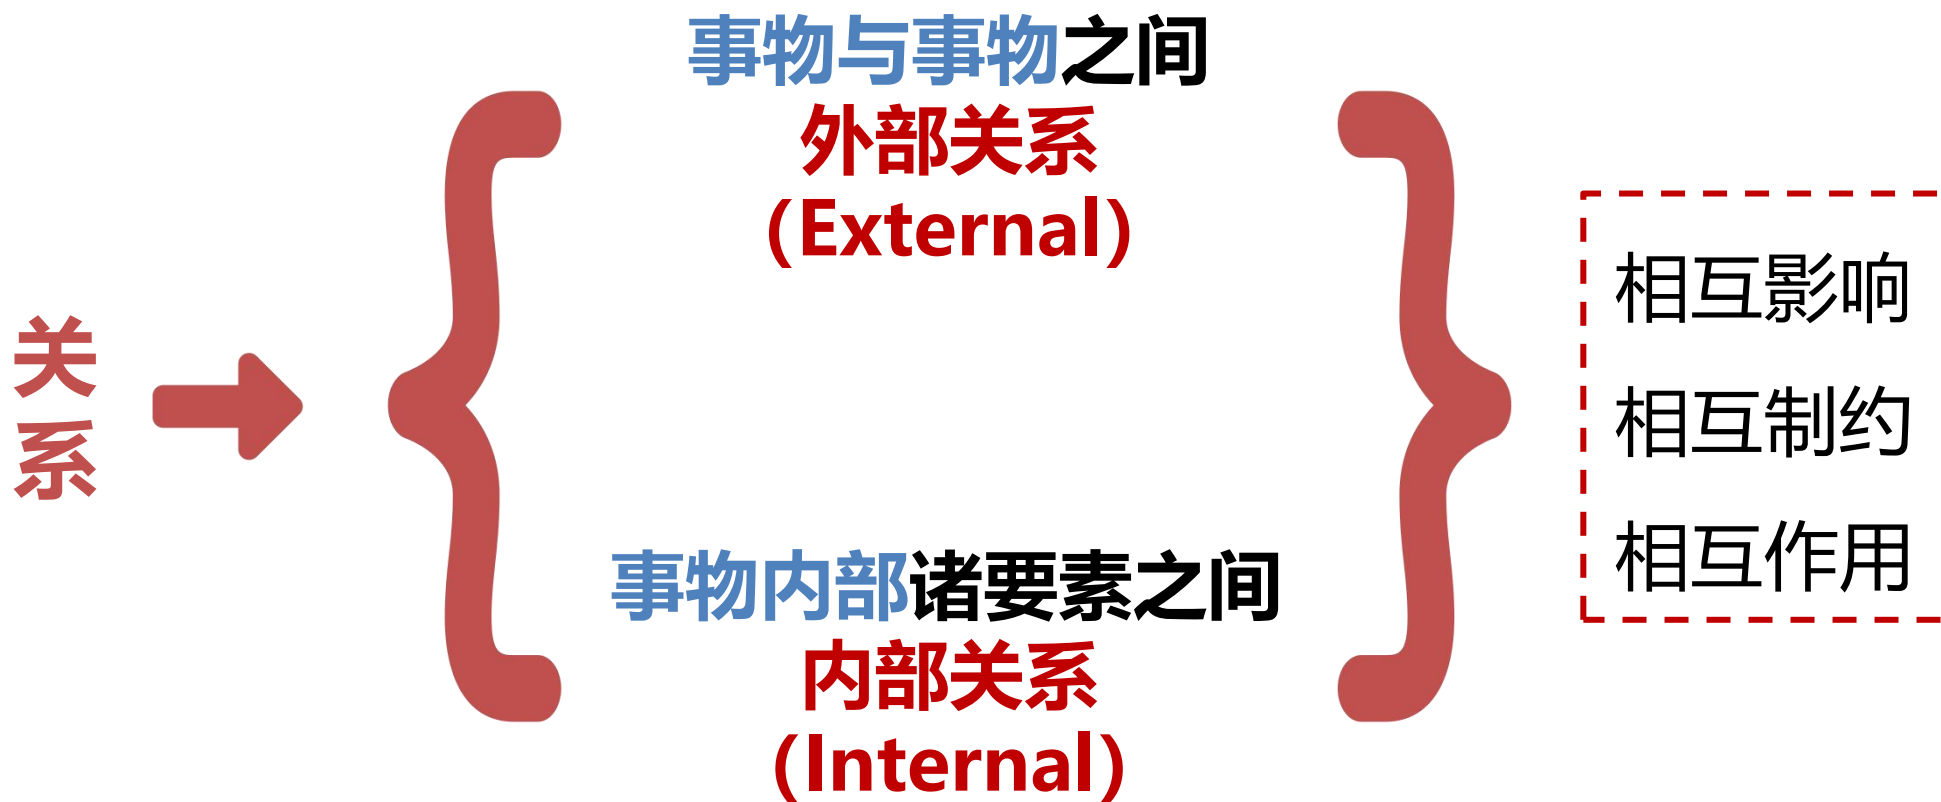 关系
事物与事物之间
外部关系
(External)
事物内部诸要素之间
内部关系
(Internal)
相互影响
相互制约
相互作用